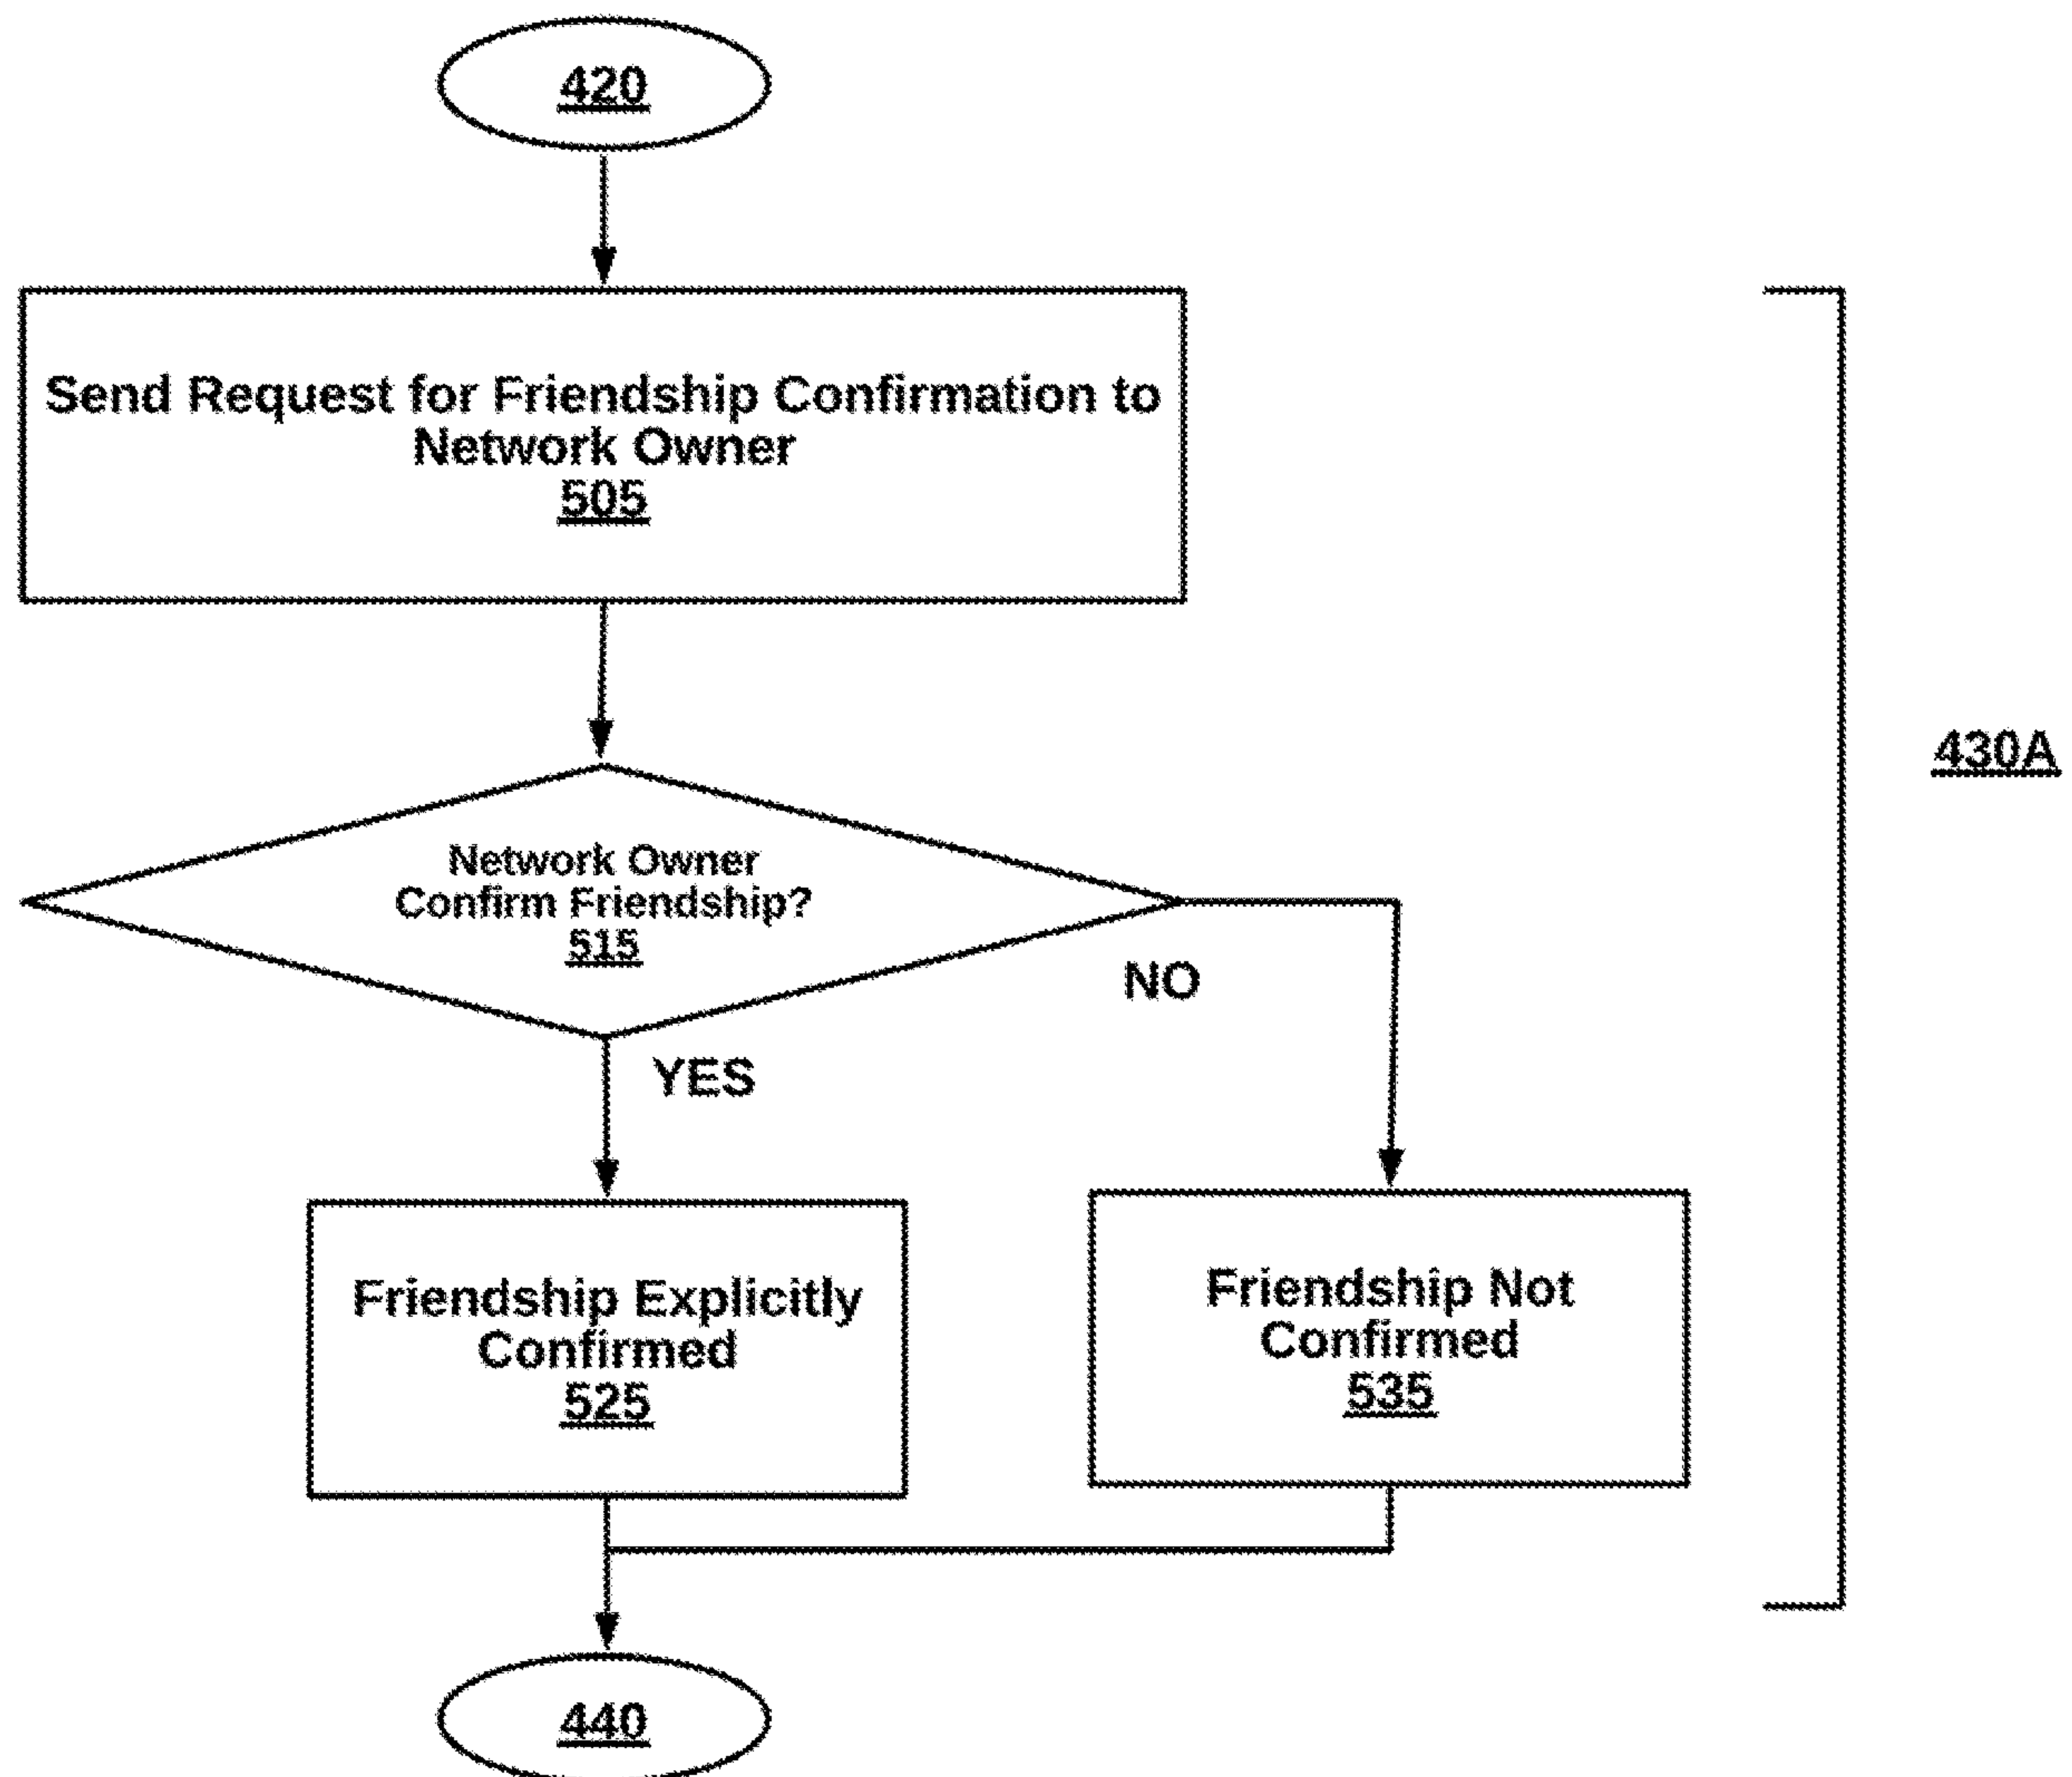 420
Send Request for Friendship Confirmation to
Network Owner
505
430A
Network Owner
Confirm Friendship?
515
NO
YES
Friendship Explicitly
Confirmed
525
Friendship Not
Confirmed
535
440